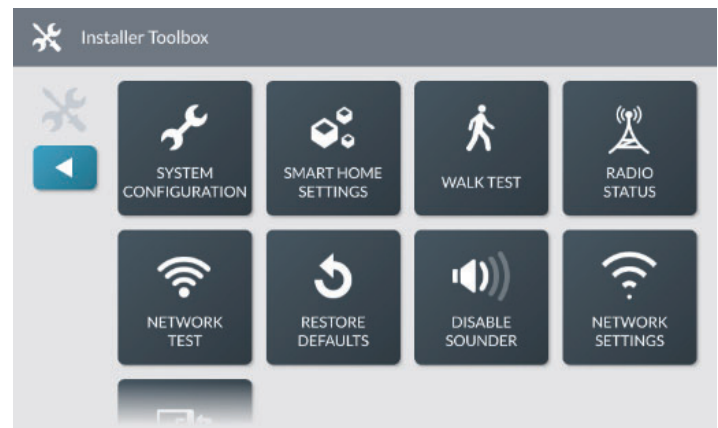 Installer Toolbox
SYSTEM
CONFIGURATION
SMART HOME
SETTINGS
WALK TEST
RADIO
STATUS
NETWORK
TEST
RESTORE
DEFAULTS
DISABLE
SOUNDER
NETWORK
SETTINGS